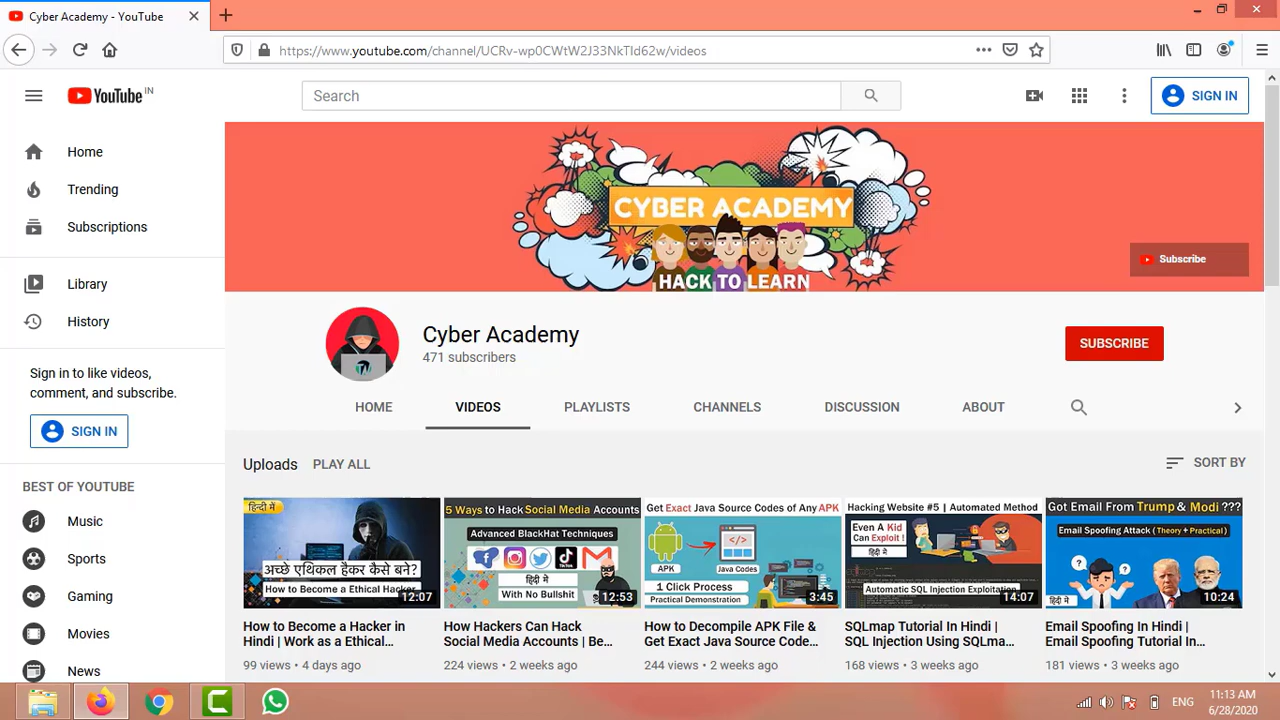 Cyber Academy - YouTube
https://www.youtube.com/channel/UCRv-wp0CWtW2J33NkTId62w/videos
YouTube IN
Search
SIGN IN
Home
Trending
Subscriptions
Library
History
Sign in to like videos,
comment, and subscribe.
SIGN IN
BEST OF YOUTUBE
Music
Sports
Gaming
Movies
News
CYBER ACADEMY
HACK TO LEARN
Subscribe
Cyber Academy
471 subscribers
SUBSCRIBE
HOME VIDEOS PLAYLISTS CHANNELS DISCUSSION ABOUT
Uploads PLAY ALL
SORT BY
हिन्दी में
अच्छे एथिकल हैकर कैसे बने?
How to Become a Ethical Hacker
12:07
How to Become a Hacker in
Hindi | Work as a Ethical...
99 views • 4 days ago
5 Ways to Hack Social Media Accounts
Advanced BlackHat Techniques
हिंदी में
With No Bullshit
12:53
How Hackers Can Hack
Social Media Accounts | Be...
224 views • 2 weeks ago
Get Exact Java Source Codes of Any APK
APK
Java Codes
1 Click Process
Practical Demonstration
3:45
How to Decompile APK File &
Get Exact Java Source Code...
244 views • 2 weeks ago
Hacking Website #5 | Automated Method
Even A Kid
Can Exploit !
हिंदी में
Automatic SQL Injection Exploitation
14:07
SQLmap Tutorial In Hindi |
SQL Injection Using SQLma...
168 views • 3 weeks ago
Got Email From Trump & Modi ???
Email Spoofing Attack (Theory + Practical)
हिंदी में
10:24
Email Spoofing In Hindi |
Email Spoofing Tutorial In...
181 views • 3 weeks ago
ENG
11:13 AM
6/28/2020